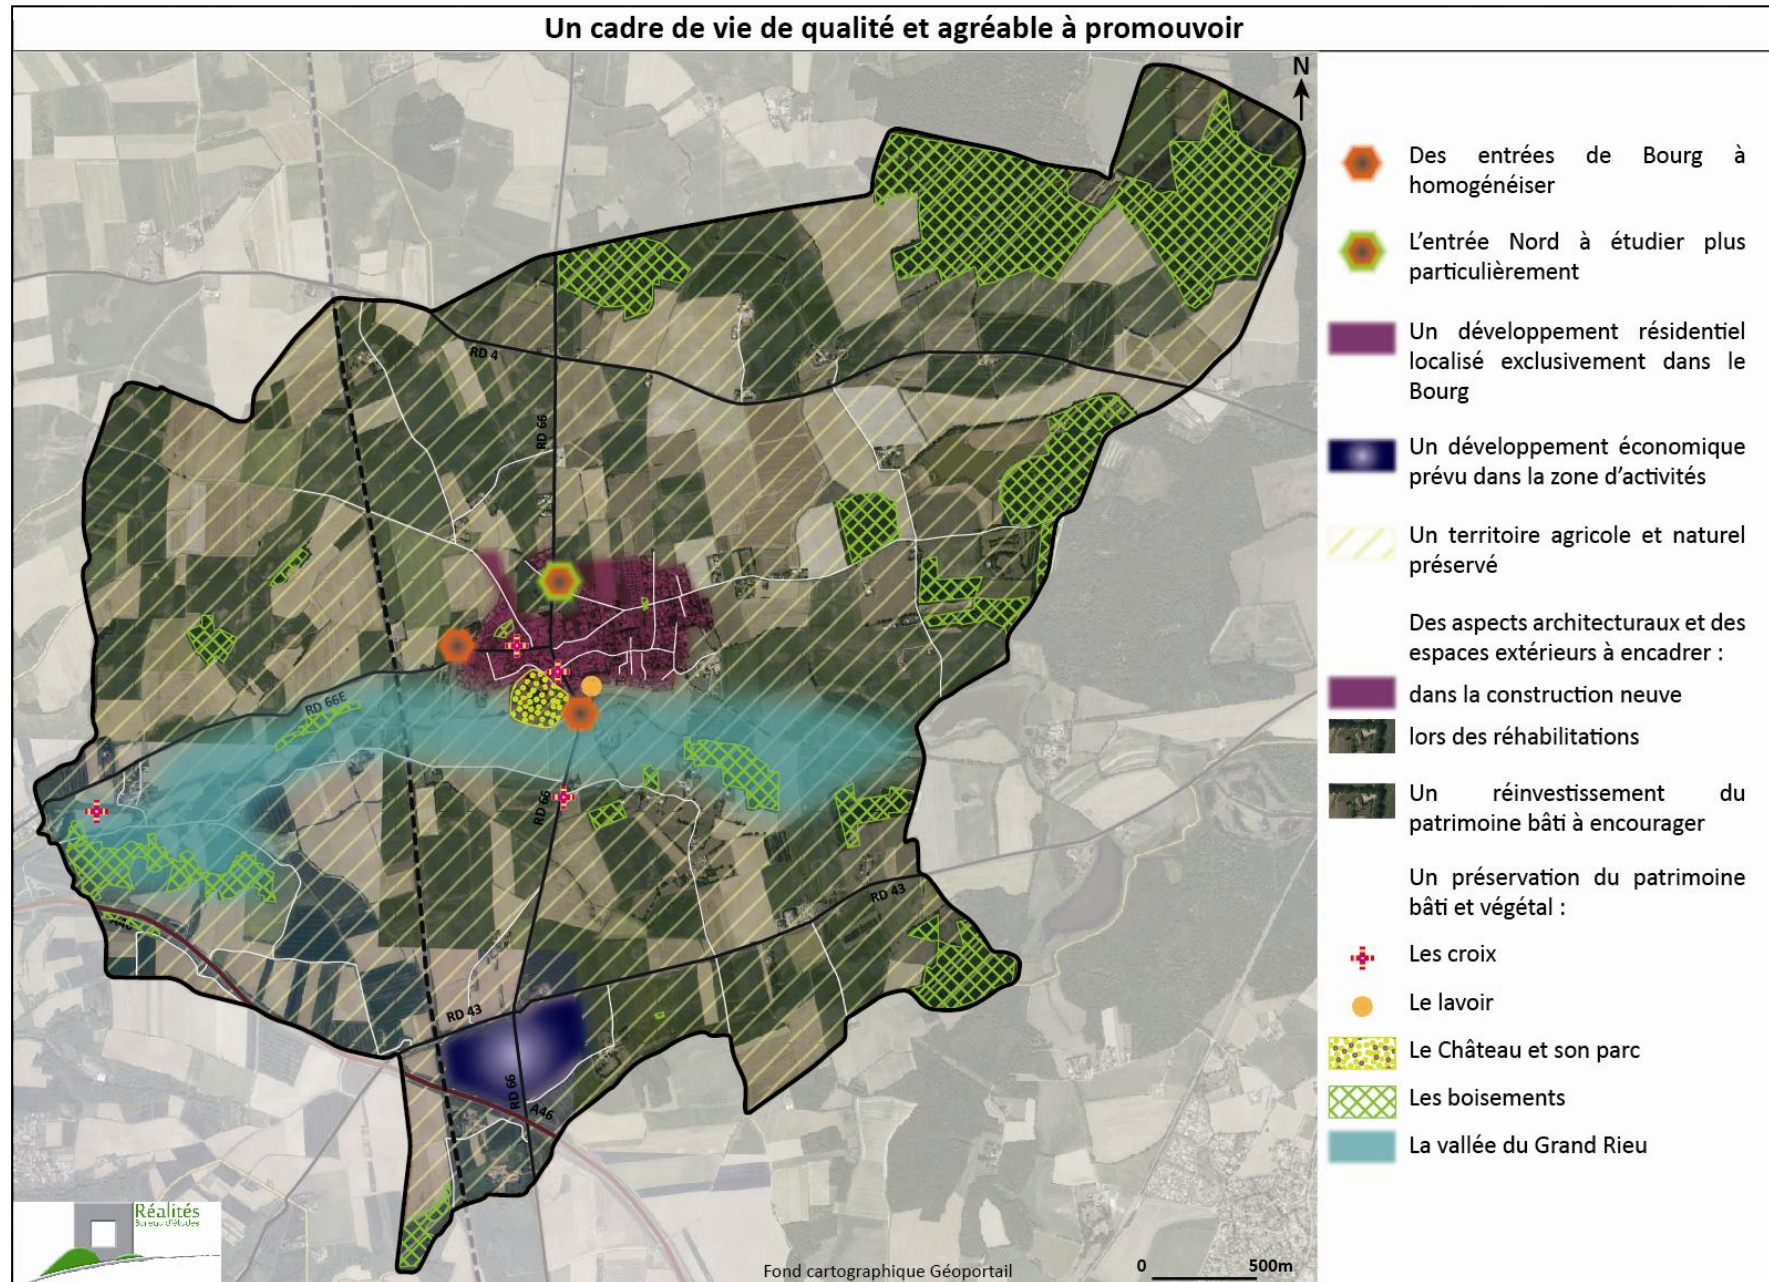 Un cadre de vie de qualité et agréable à promouvoir
N
RD 4
RD 66
RD 66E
RD 66
RD 43
RD 43
RD 66
A46
A46
Des entrées de Bourg à
homogénéiser
L'entrée Nord à étudier plus
particulièrement
Un développement résidentiel
localisé exclusivement dans le
Bourg
Un développement économique
prévu dans la zone d'activités
Un territoire agricole et naturel
préservé
Des aspects architecturaux et des
espaces extérieurs à encadrer :
dans la construction neuve
lors des réhabilitations
Un réinvestissement du
patrimoine bâti à encourager
Un préservation du patrimoine
bâti et végétal :
Les croix
Le lavoir
Le Château et son parc
Les boisements
La vallée du Grand Rieu
Réalités
Bureau d'études
Fond cartographique Géoportail
0 500m